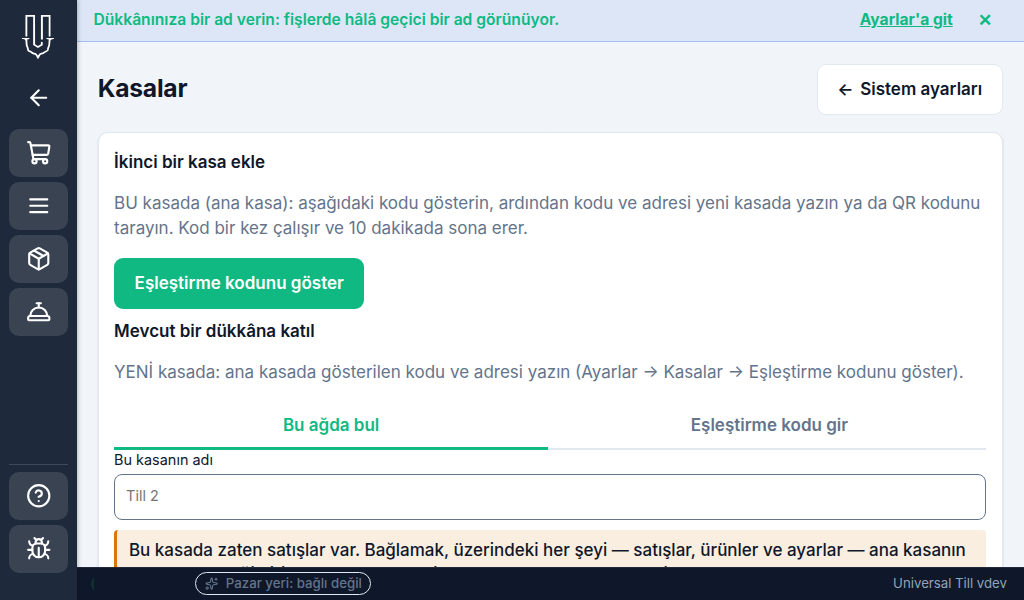 Dükkânınıza bir ad verin: fişlerde hâlâ geçici bir ad görünüyor.
Ayarlar'a git ✕
Kasalar
← Sistem ayarları
İkinci bir kasa ekle
BU kasada (ana kasa): aşağıdaki kodu gösterin, ardından kodu ve adresi yeni kasada yazın ya da QR kodunu
tarayın. Kod bir kez çalışır ve 10 dakikada sona erer.
Eşleştirme kodunu göster
Mevcut bir dükkâna katıl
YENİ kasada: ana kasada gösterilen kodu ve adresi yazın (Ayarlar → Kasalar → Eşleştirme kodunu göster).
Bu ağda bul
Eşleştirme kodu gir
Bu kasanın adı
Till 2
Bu kasada zaten satışlar var. Bağlamak, üzerindeki her şeyi — satışlar, ürünler ve ayarlar — ana kasanın
Pazar yeri: bağlı değil
Universal Till vdev